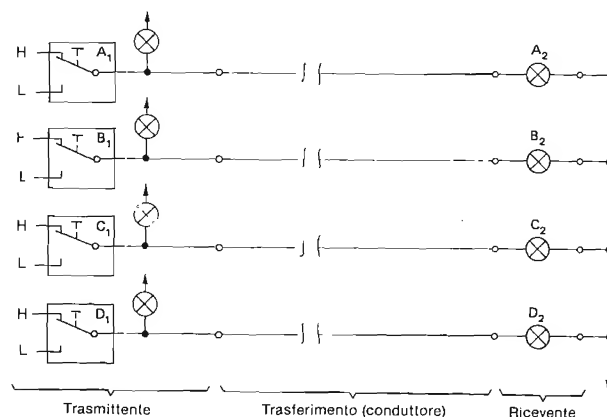 H A₁ A₂
L
H B₁ B₂
L
H C₁ C₂
L
H D₁ D₂
L
Trasmittente Trasferimento (conduttore) Ricevente